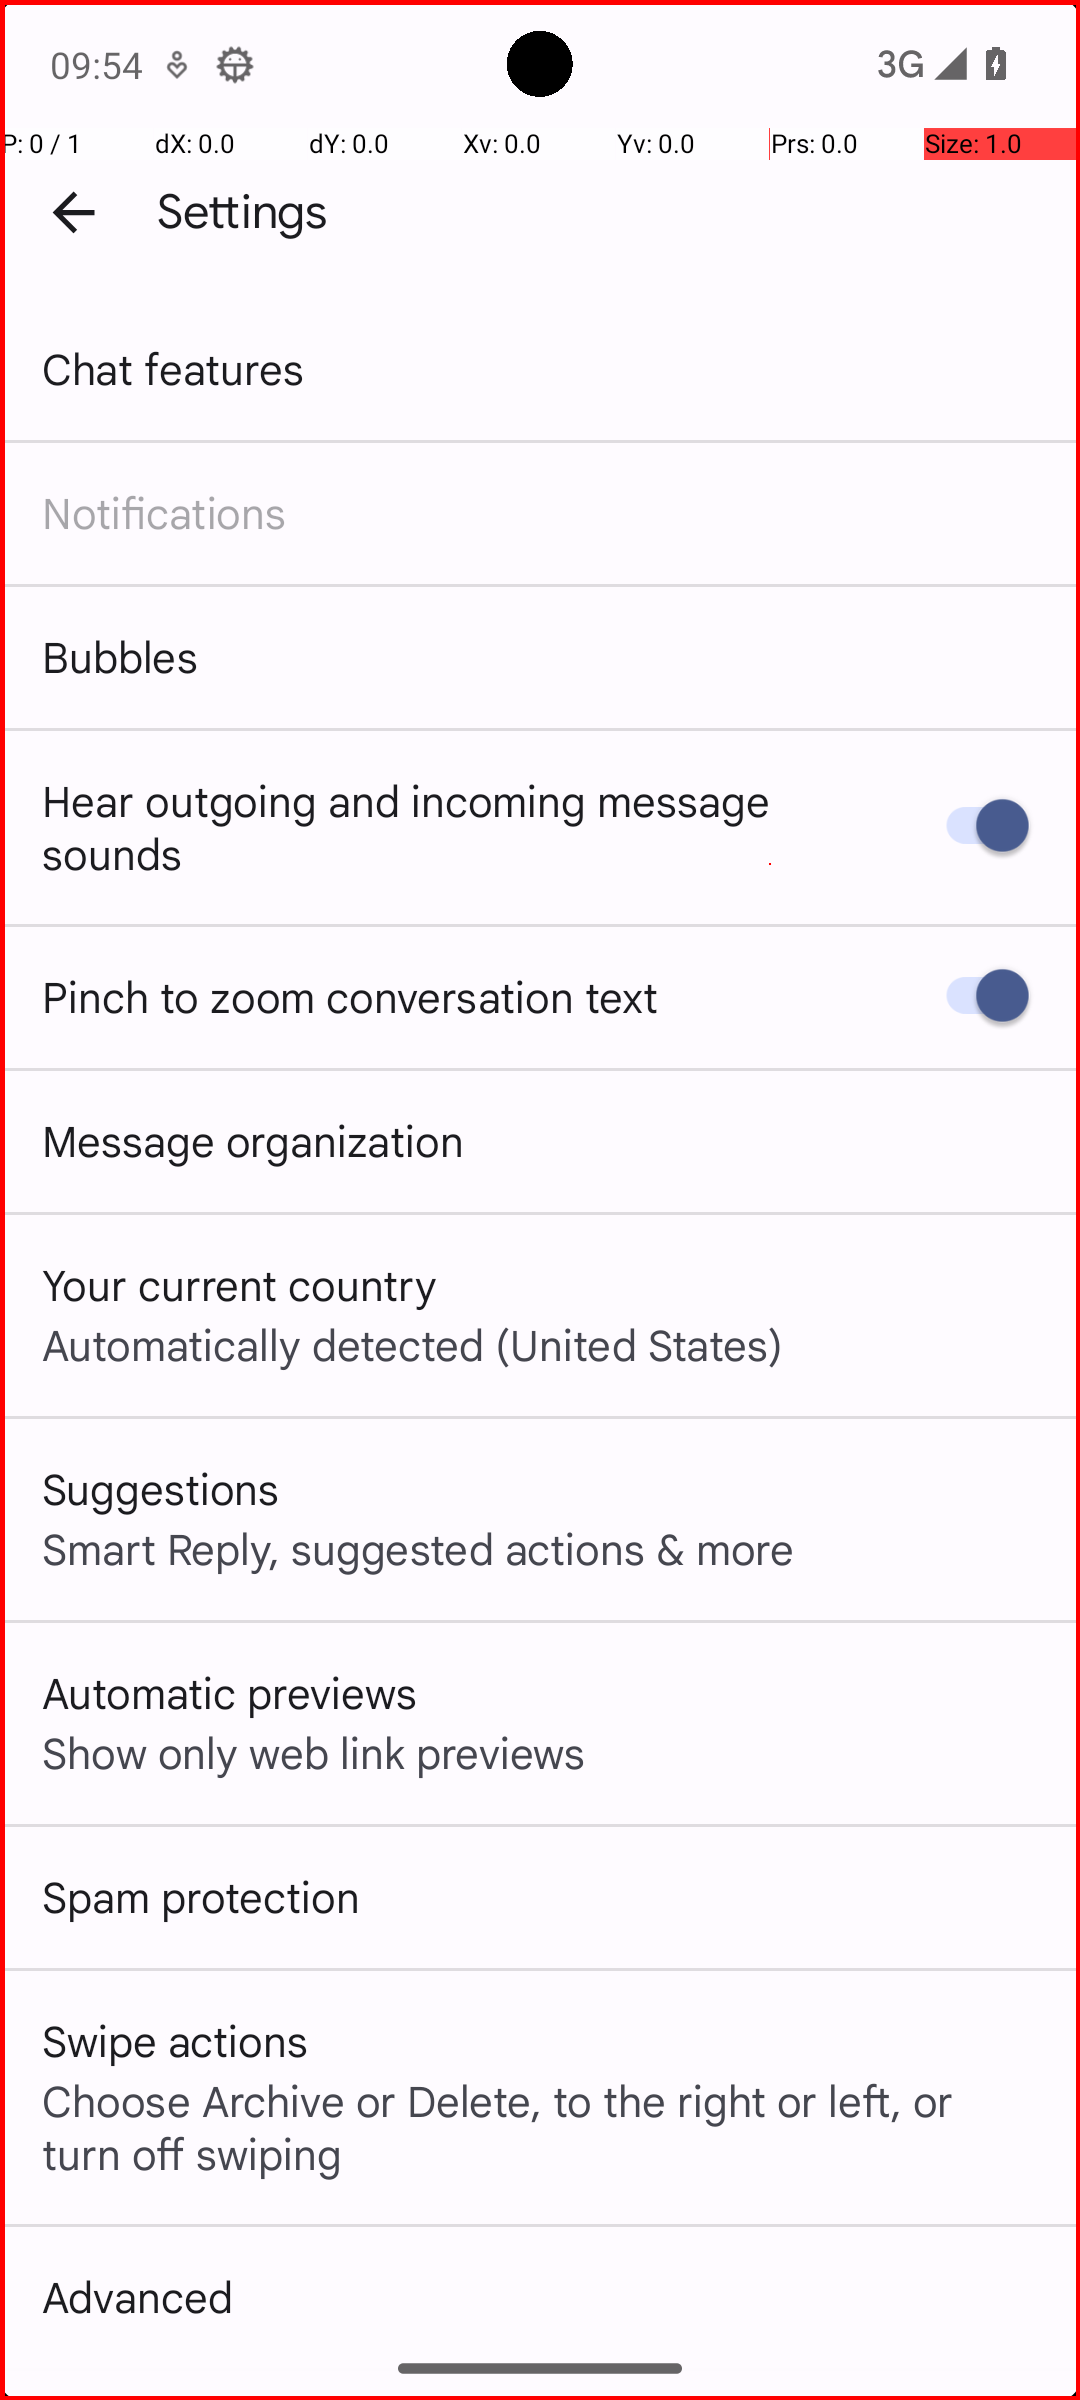 09:54
3G
P: 0 / 1 dX: 0.0 dY: 0.0 Xv: 0.0 Yv: 0.0 Prs: 0.0 Size: 1.0
Settings
Chat features
Notifications
Bubbles
Hear outgoing and incoming message
sounds
Pinch to zoom conversation text
Message organization
Your current country
Automatically detected (United States)
Suggestions
Smart Reply, suggested actions & more
Automatic previews
Show only web link previews
Spam protection
Swipe actions
Choose Archive or Delete, to the right or left, or
turn off swiping
Advanced